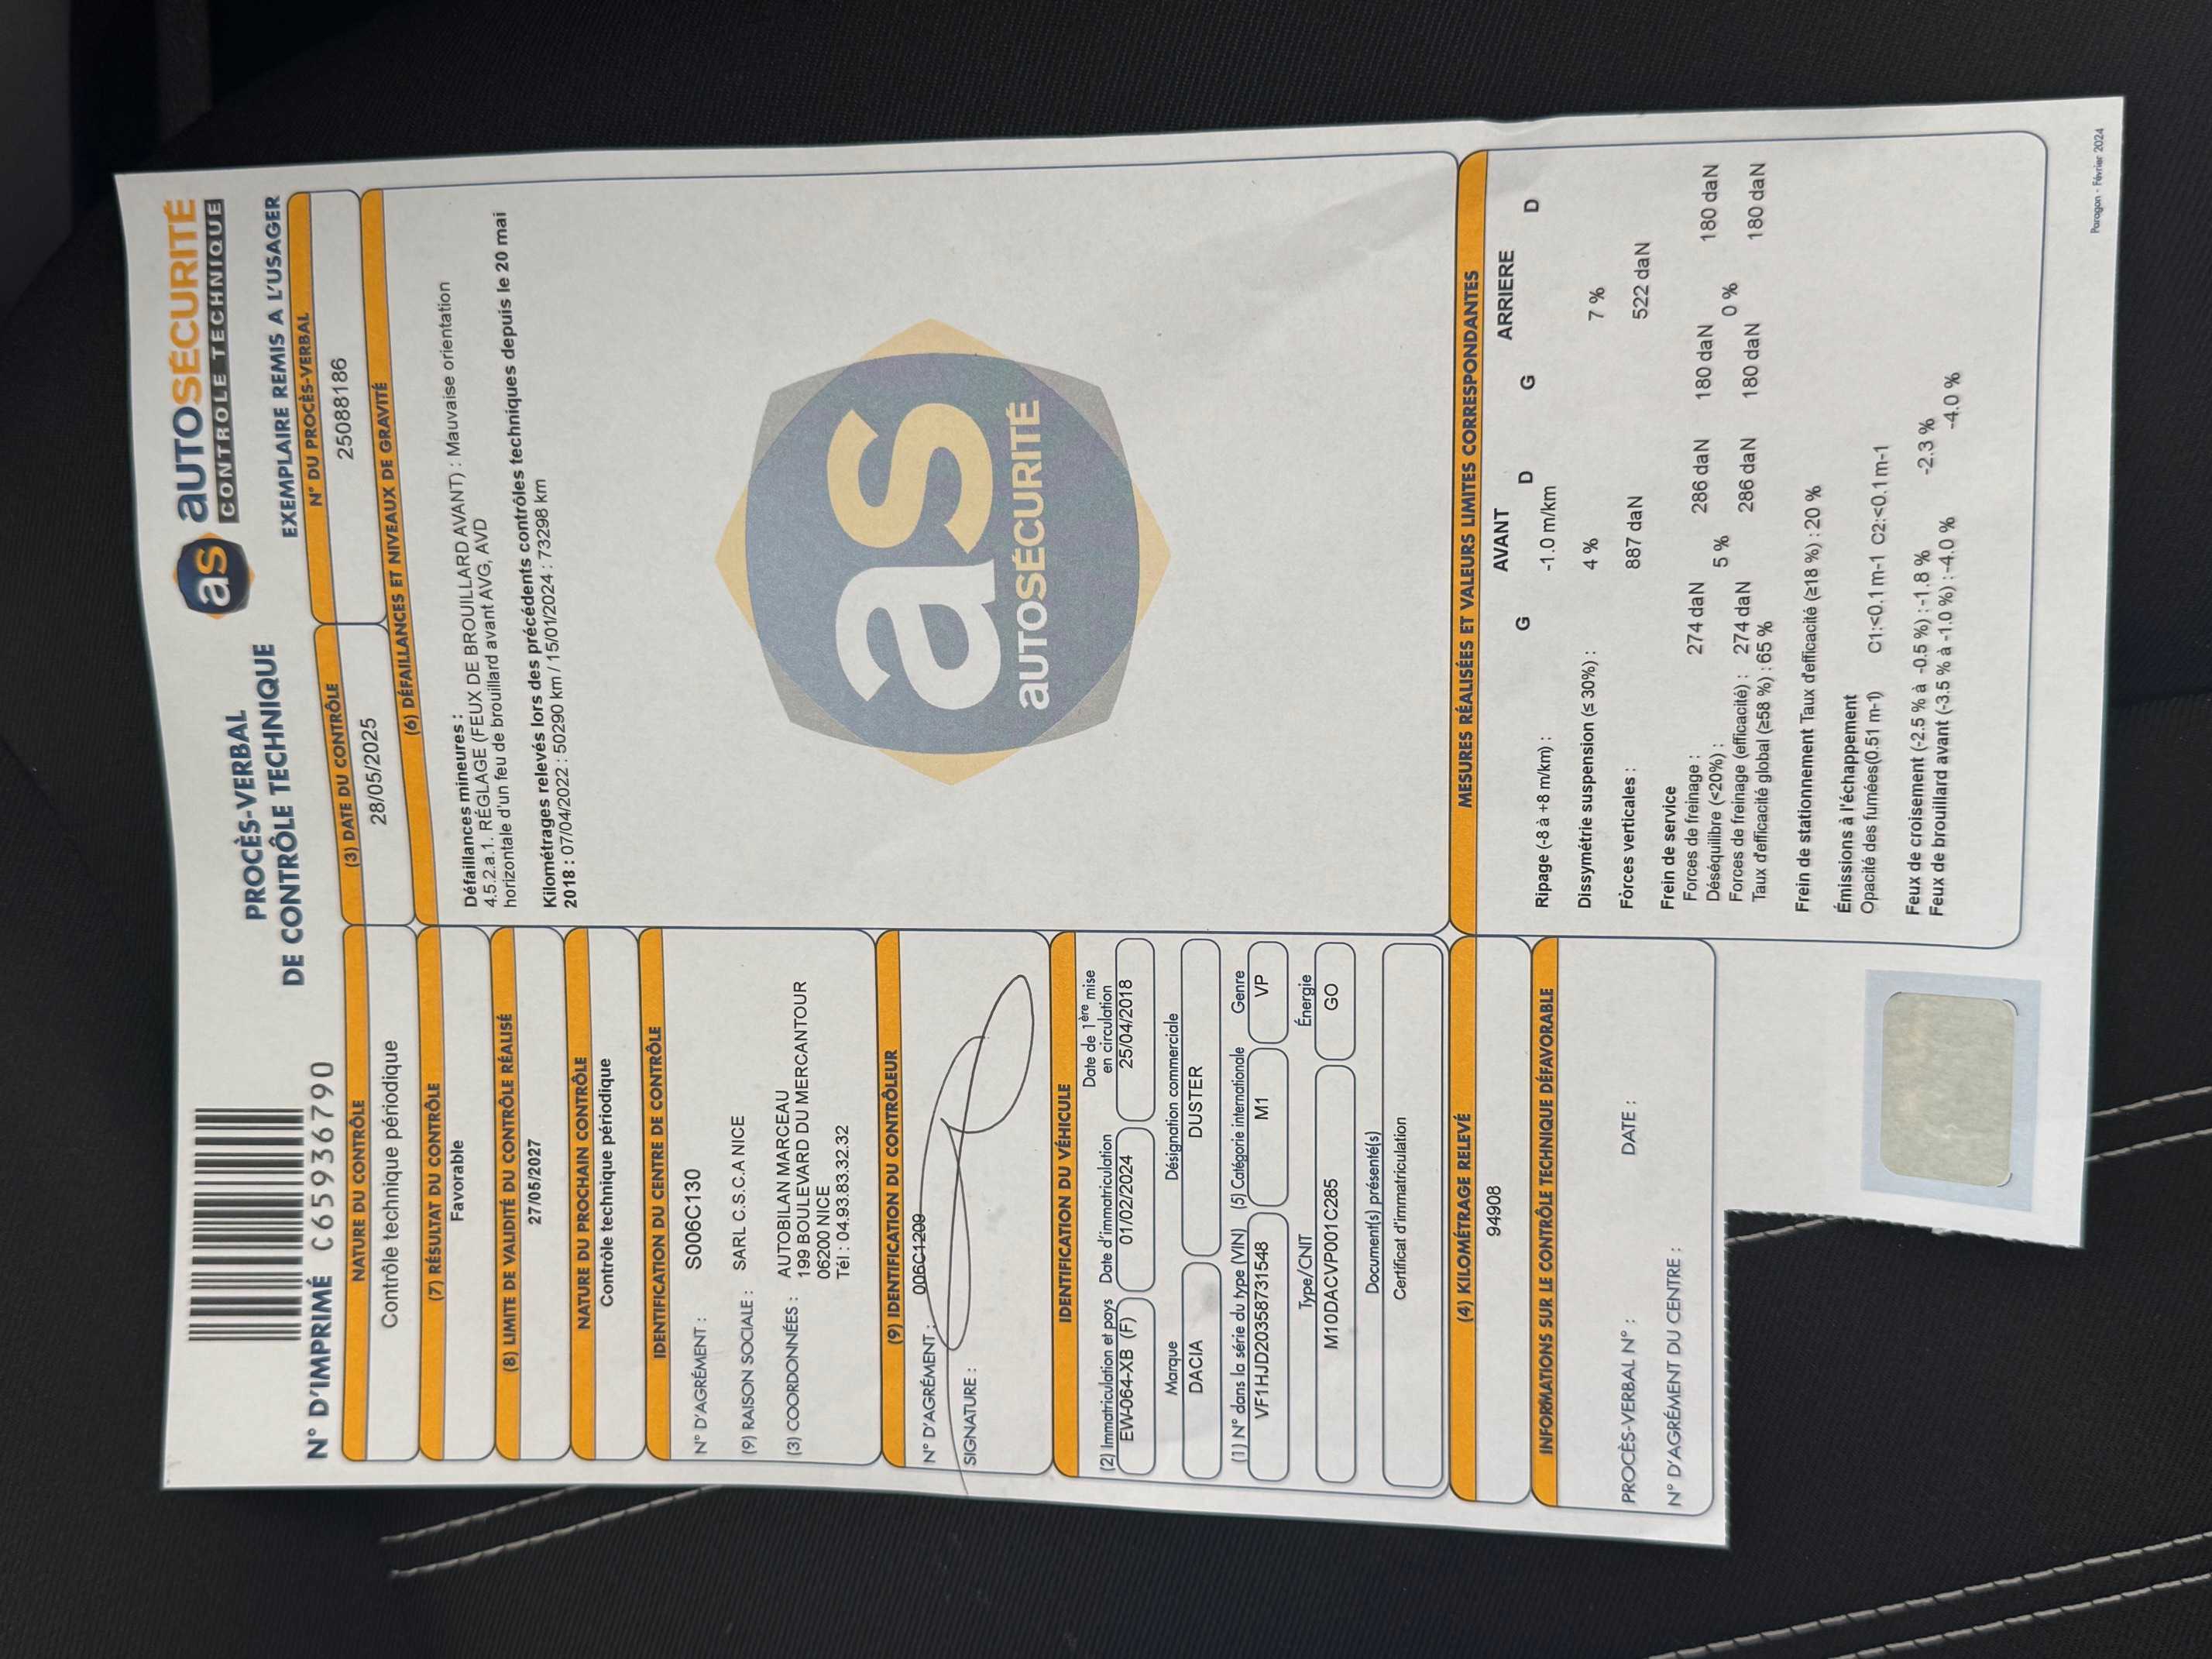 PROCÈS-VERBAL
DE CONTRÔLE TECHNIQUE
as AUTOSÉCURITÉ
CONTROLE TECHNIQUE
N° D'IMPRIMÉ C65936790
EXEMPLAIRE REMIS A L'USAGER
NATURE DU CONTRÔLE
Contrôle technique périodique
(3) DATE DU CONTRÔLE
28/05/2025
N° DU PROCÈS-VERBAL
25088186
(7) RÉSULTAT DU CONTRÔLE
Favorable
(8) LIMITE DE VALIDITÉ DU CONTRÔLE RÉALISÉ
27/05/2027
NATURE DU PROCHAIN CONTRÔLE
Contrôle technique périodique
IDENTIFICATION DU CENTRE DE CONTRÔLE
N° D'AGRÉMENT : S006C130
(9) RAISON SOCIALE : SARL C.S.C.A NICE
(3) COORDONNÉES : AUTOBILAN MARCEAU
199 BOULEVARD DU MERCANTOUR
06200 NICE
Tél : 04.93.83.32.32
(9) IDENTIFICATION DU CONTRÔLEUR
N° D'AGRÉMENT : 006C1209
SIGNATURE :
IDENTIFICATION DU VÉHICULE
(2) Immatriculation et pays Date d'immatriculation Date de 1ère mise en circulation
EW-064-XB (F) 01/02/2024 25/04/2018
Marque Désignation commerciale
DACIA DUSTER
(1) N° dans la série du type (VIN) (5) Catégorie internationale Genre
VF1HJD20358731548 M1 VP
Type/CNIT Énergie
M10DACVP001C285 GO
Document(s) présenté(s)
Certificat d'immatriculation
(4) KILOMÉTRAGE RELEVÉ
94908
INFORMATIONS SUR LE CONTRÔLE TECHNIQUE DÉFAVORABLE
PROCÈS-VERBAL N° : DATE :
N° D'AGRÉMENT DU CENTRE :
(6) DÉFAILLANCES ET NIVEAUX DE GRAVITÉ
Défaillances mineures :
4.5.2.a.1. RÉGLAGE (FEUX DE BROUILLARD AVANT) : Mauvaise orientation
horizontale d'un feu de brouillard avant AVG, AVD
Kilométrages relevés lors des précédents contrôles techniques depuis le 20 mai
2018 : 07/04/2022 : 50290 km / 15/01/2024 : 73298 km
as
AUTOSÉCURITÉ
MESURES RÉALISÉES ET VALEURS LIMITES CORRESPONDANTES
AVANT ARRIERE
G D G D
Ripage (-8 à +8 m/km) : -1.0 m/km
Dissymétrie suspension (≤ 30%) : 4 % 7 %
Forces verticales : 887 daN 522 daN
Frein de service
Forces de freinage : 274 daN 286 daN 180 daN 180 daN
Déséquilibre (<20%) : 5 % 0 %
Forces de freinage (efficacité) : 274 daN 286 daN 180 daN 180 daN
Taux d'efficacité global (≥58 %) : 65 %
Frein de stationnement Taux d'efficacité (≥18 %) : 20 %
Émissions à l'échappement
Opacité des fumées(0.51 m-1) C1:<0.1 m-1 C2:<0.1 m-1
Feux de croisement (-2.5 % à -0.5 %) : -1.8 % -2.3 %
Feux de brouillard avant (-3.5 % à -1.0 %) : -4.0 % -4.0 %
Paragon - Février 2024